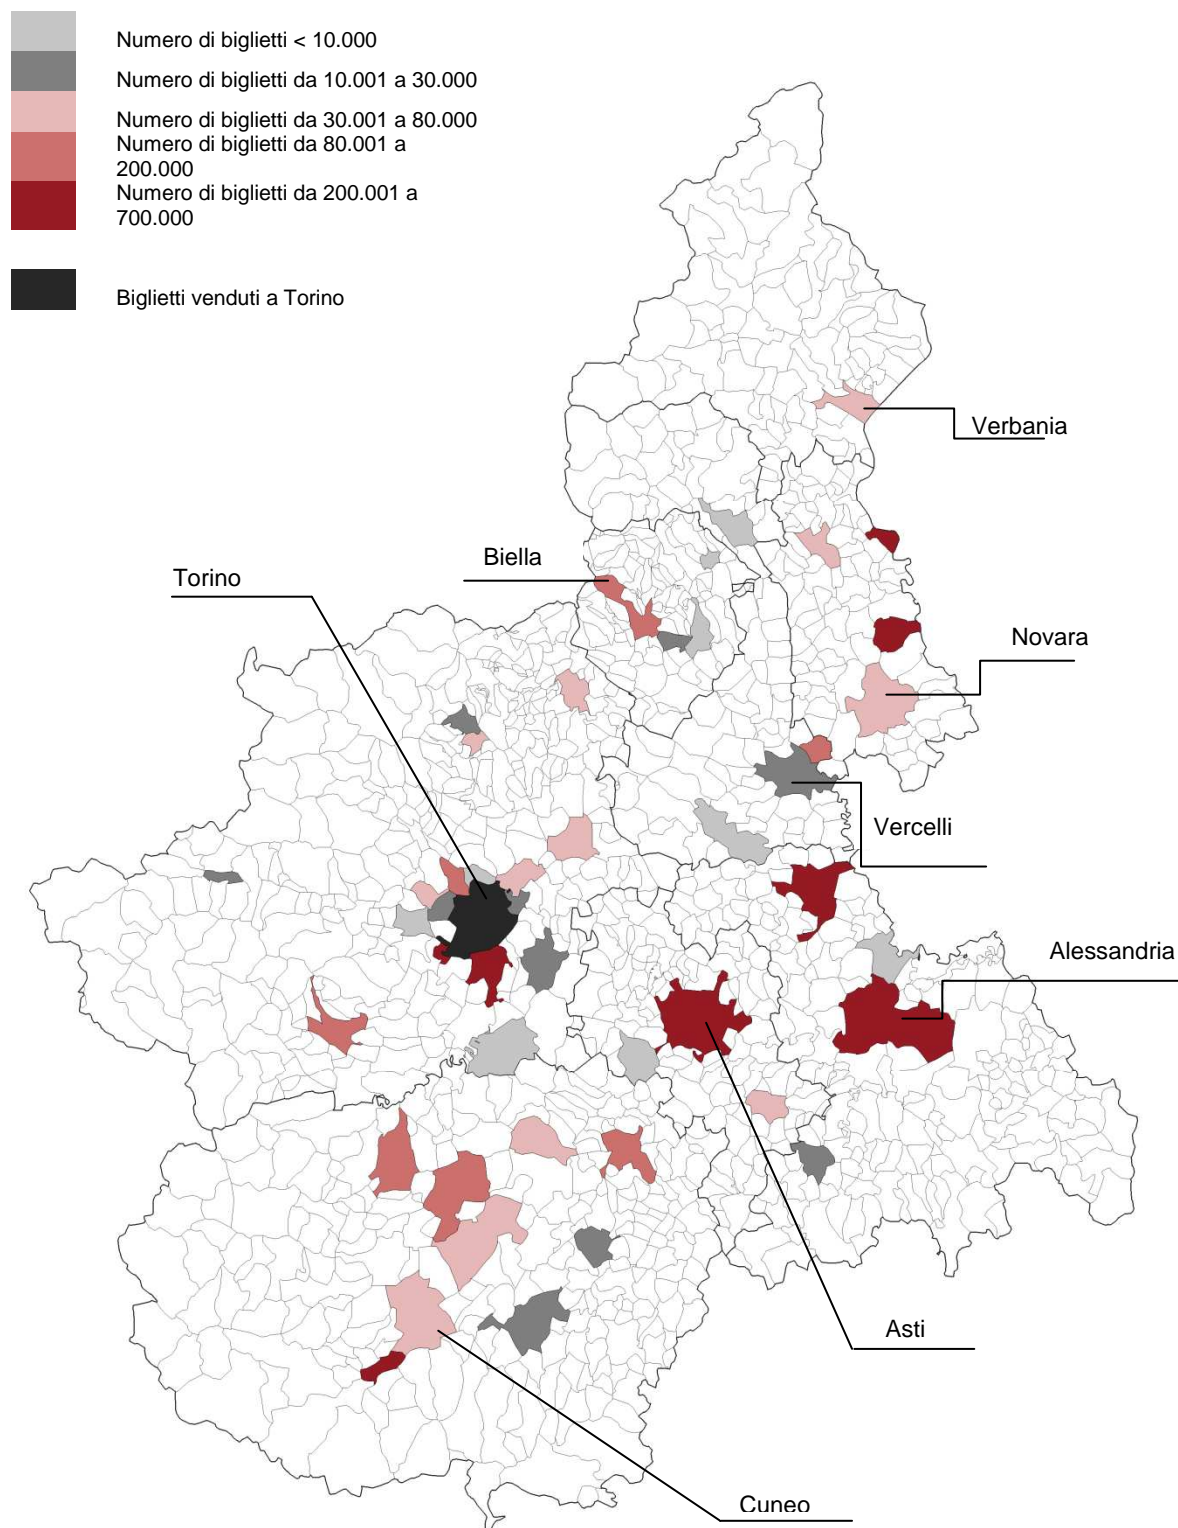 Numero di biglietti < 10.000
Numero di biglietti da 10.001 a 30.000
Numero di biglietti da 30.001 a 80.000
Numero di biglietti da 80.001 a
200.000
Numero di biglietti da 200.001 a
700.000
Biglietti venduti a Torino
Verbania
Biella
Torino
Novara
Vercelli
Alessandria
Asti
Cuneo